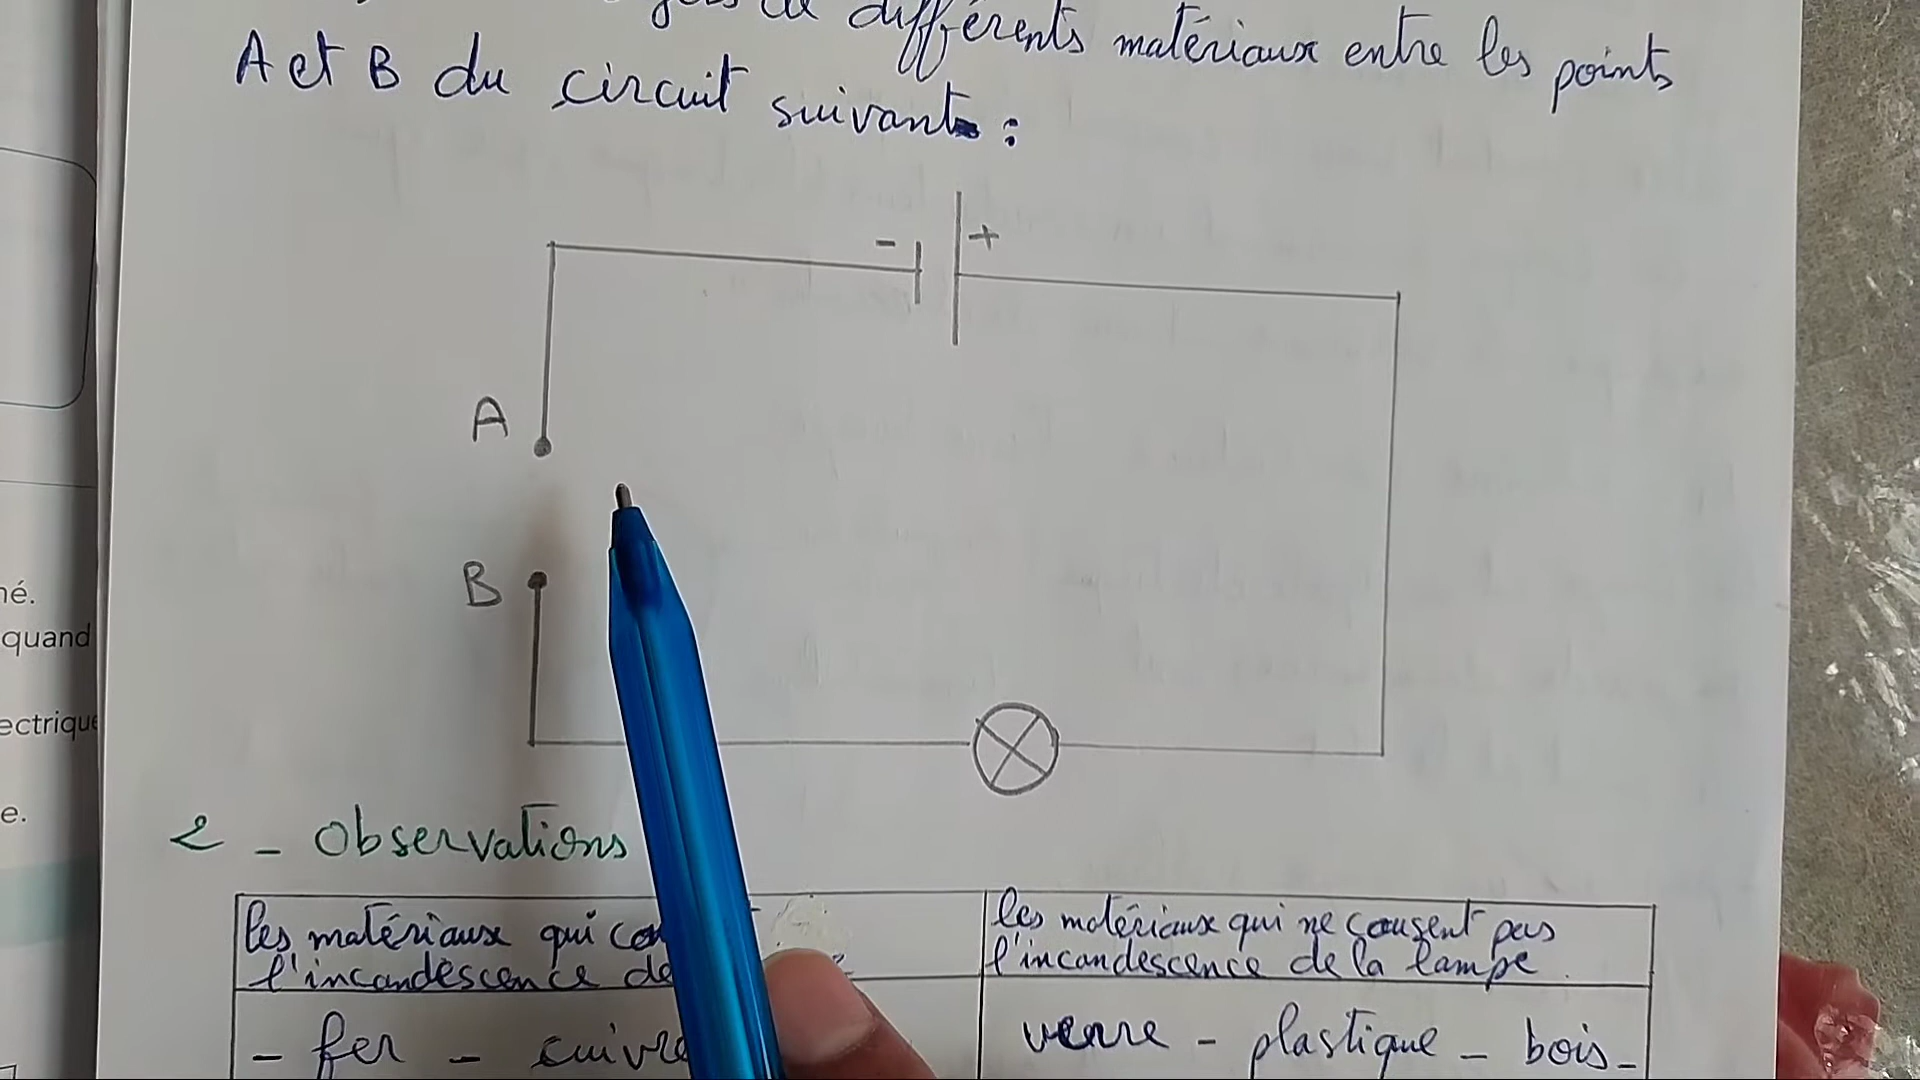 différents matériaux entre les points
A et B du circuit suivant :
- +
A
B
2 - Observations
les matériaux qui
l'incandescence de
les matériaux qui ne causent pas
l'incandescence de la lampe.
- fer - cuivre
verre - plastique - bois -
né.
quand
ectrique
e.